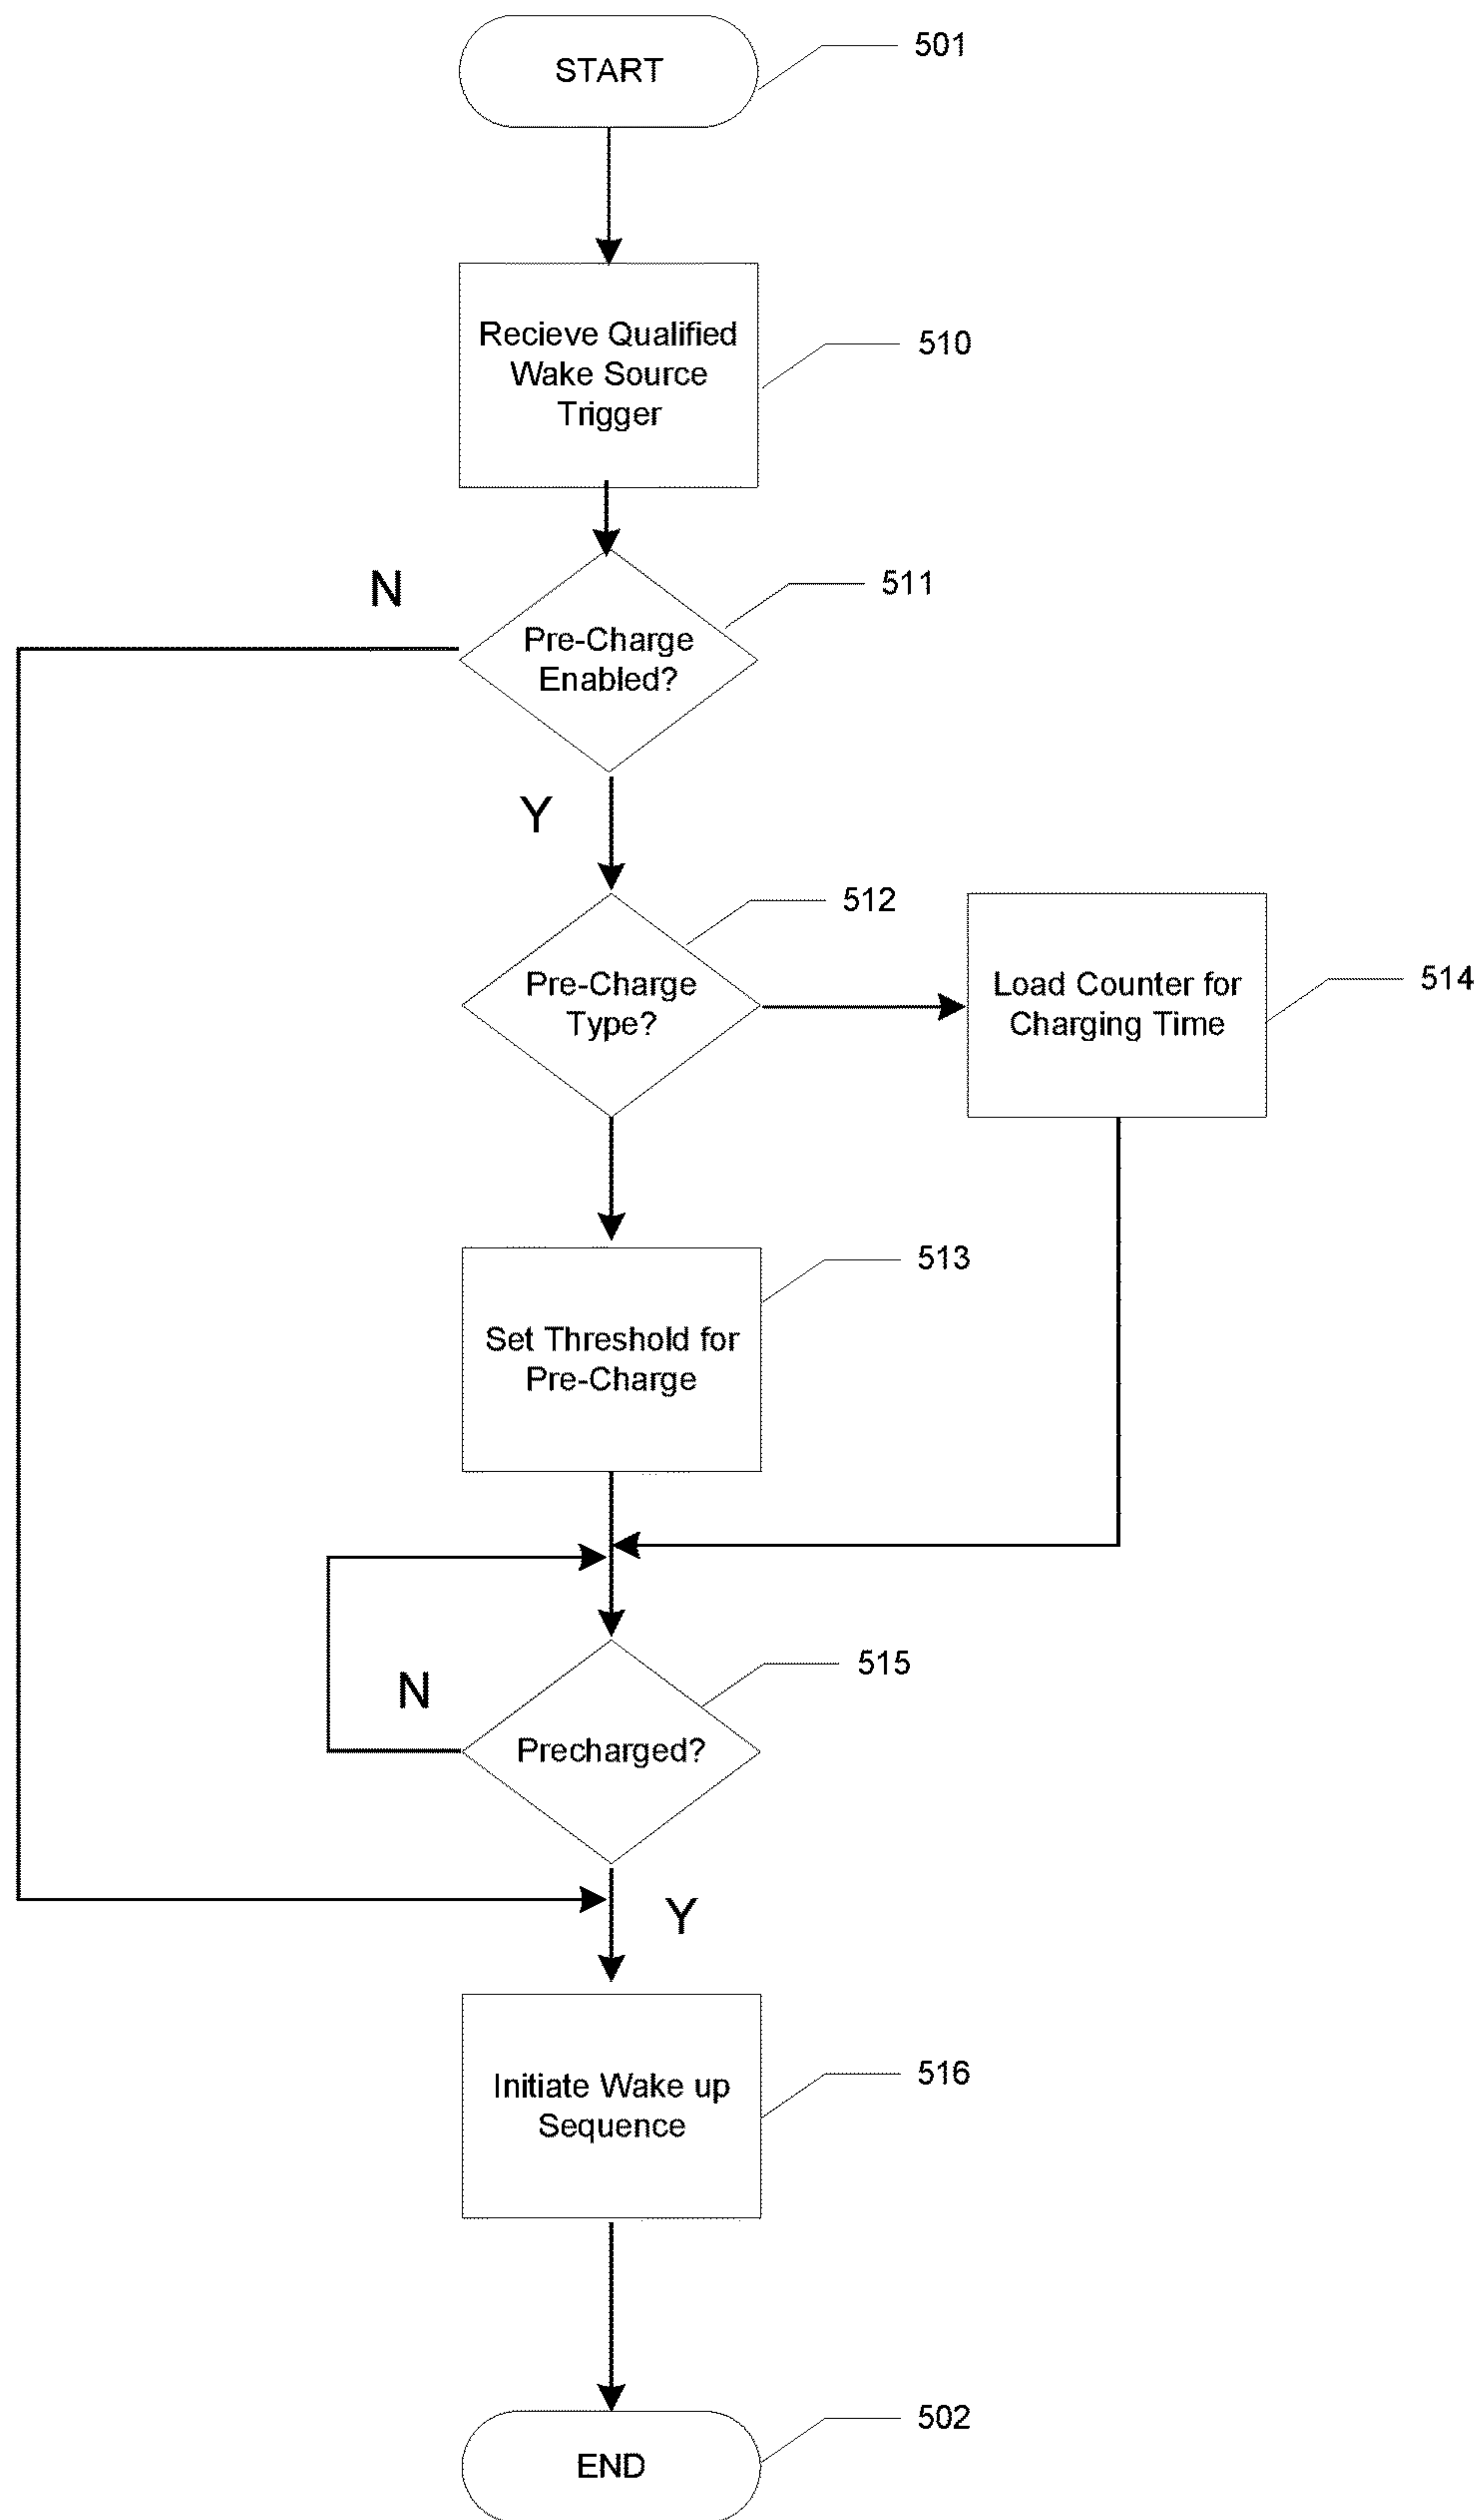 START
501
Recieve Qualified
Wake Source
Trigger
510
N
511
Pre-Charge
Enabled?
Y
512
Pre-Charge
Type?
Load Counter for
Charging Time
514
513
Set Threshold for
Pre-Charge
515
N
Precharged?
Y
516
Initiate Wake up
Sequence
502
END